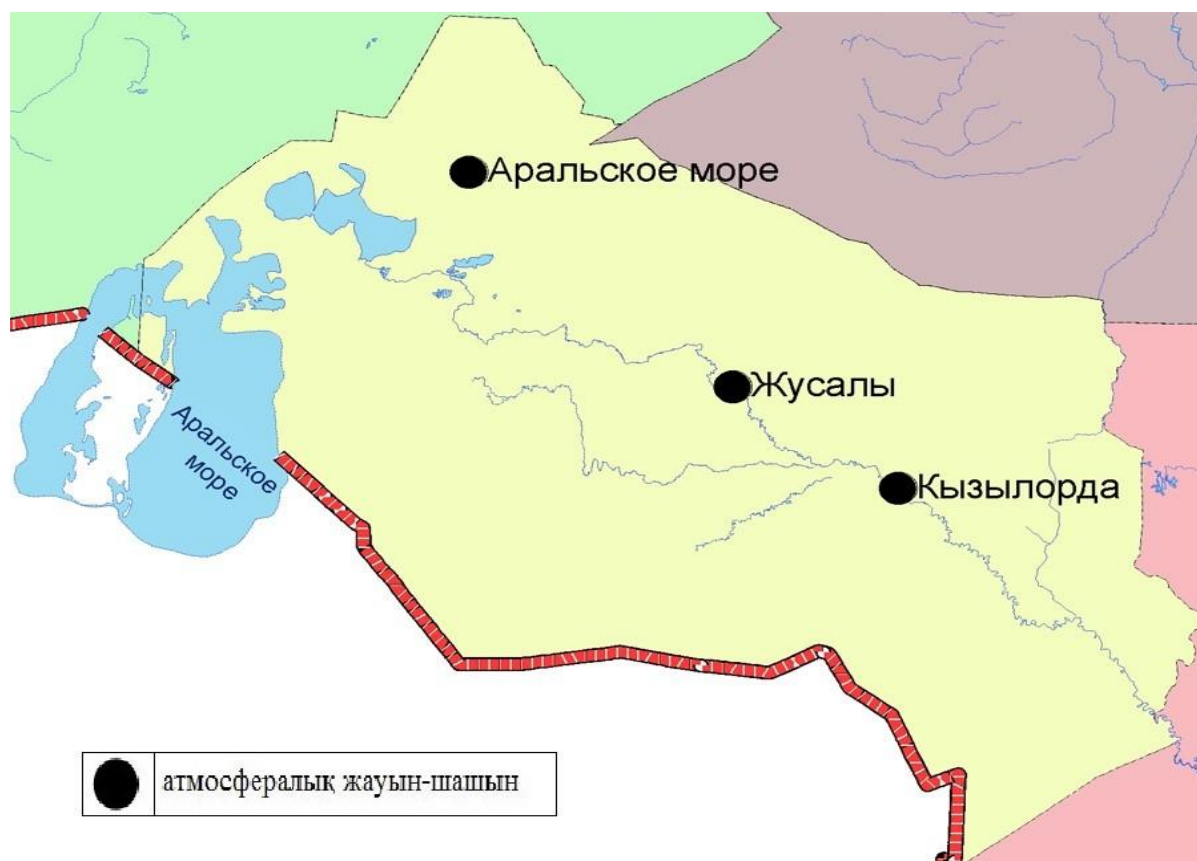 Аральское море
Жусалы
Аральское
море
Кызылорда
атмосфералық жауын-шашын